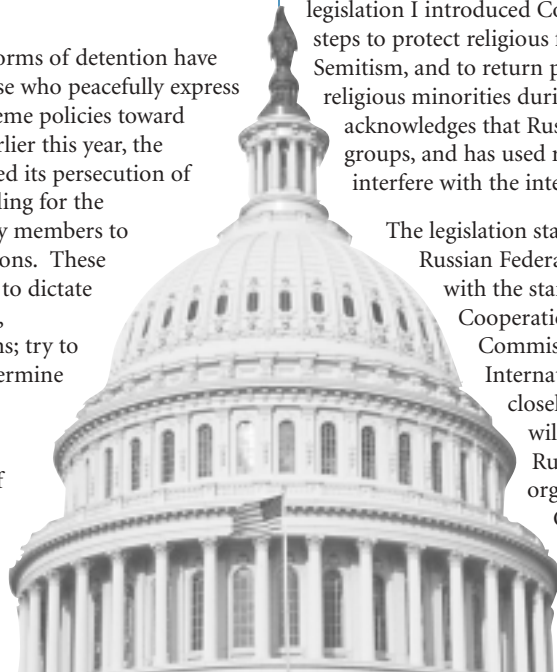 orms of detention have
se who peacefully express
eme policies toward
rlier this year, the
ed its persecution of
ling for the
y members to
ons.  These
to dictate
,
ns; try to
ermine
f
legislation I introduced Co
steps to protect religious f
Semitism, and to return p
religious minorities duri
acknowledges that Rus
groups, and has used r
interfere with the inte
The legislation sta
Russian Federa
with the sta
Cooperatio
Commis
Internat
closel
wil
Ru
org